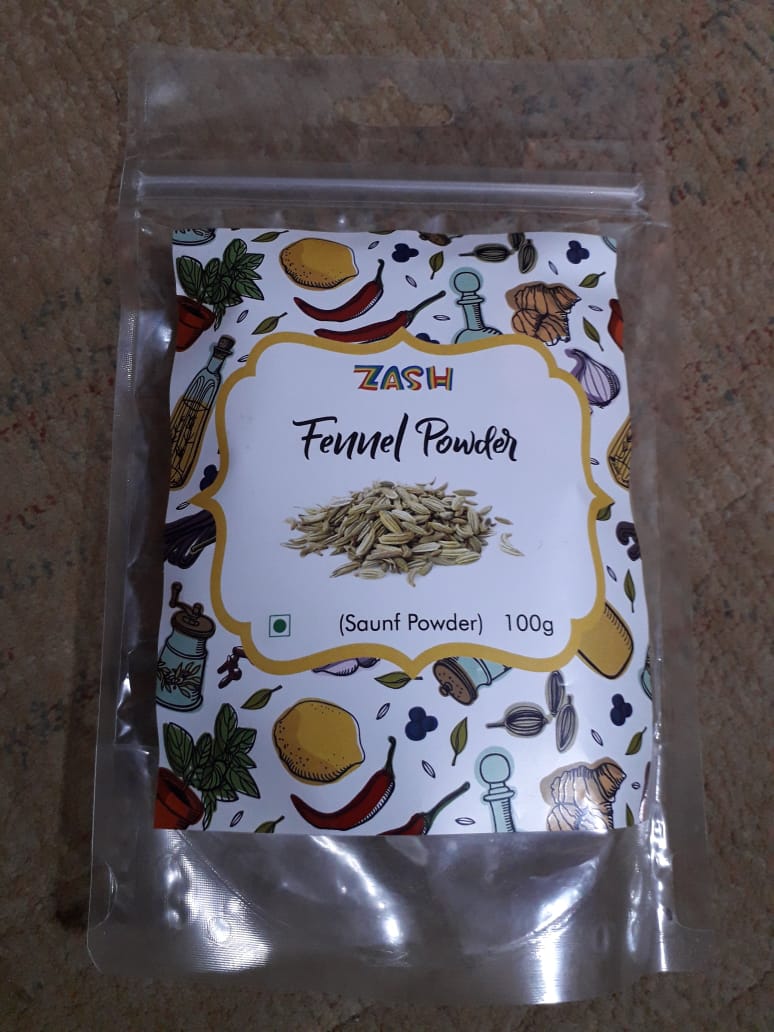 ZASH
Fennel Powder
(Saunf Powder) 100g